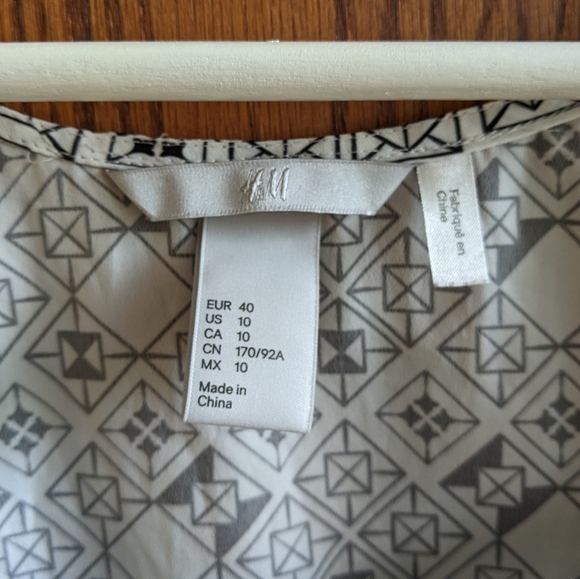 H&M
EUR 40
US 10
CA 10
CN 170/92A
MX 10
Made in
China
Fabriqué en
Chine